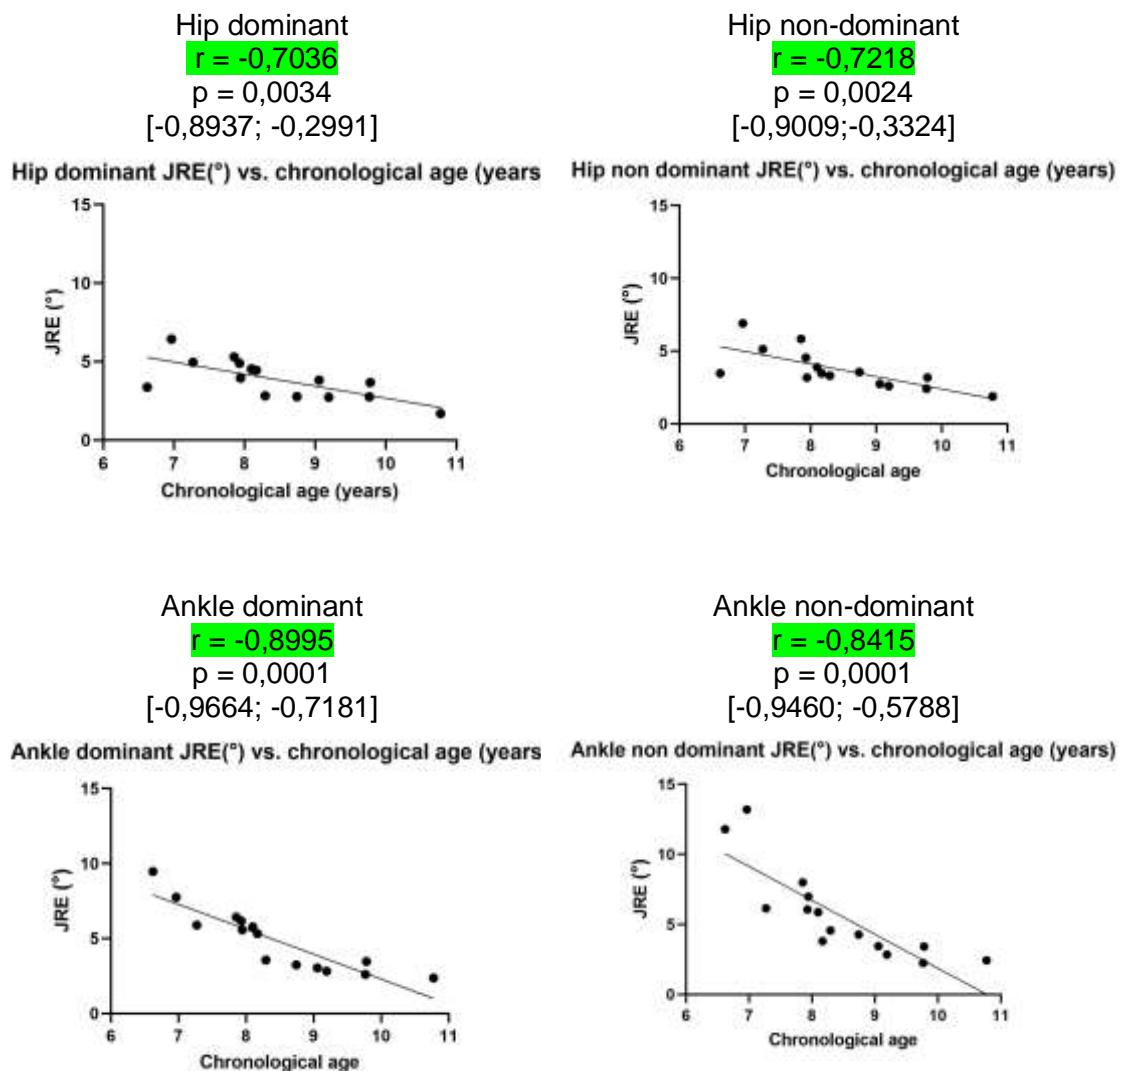 Hip dominant
r = -0,7036
p = 0,0034
[-0,8937; -0,2991]
Hip dominant JRE(°) vs. chronological age (years
15
10
5
0
JRE (°)
6 7 8 9 10 11
Chronological age (years)
Hip non-dominant
r = -0,7218
p = 0,0024
[-0,9009;-0,3324]
Hip non dominant JRE(°) vs. chronological age (years)
15
10
5
0
JRE (°)
6 7 8 9 10 11
Chronological age
Ankle dominant
r = -0,8995
p = 0,0001
[-0,9664; -0,7181]
Ankle dominant JRE(°) vs. chronological age (years
15
10
5
0
JRE (°)
6 7 8 9 10 11
Chronological age
Ankle non-dominant
r = -0,8415
p = 0,0001
[-0,9460; -0,5788]
Ankle non dominant JRE(°) vs. chronological age (years)
15
10
5
0
JRE (°)
6 7 8 9 10 11
Chronological age